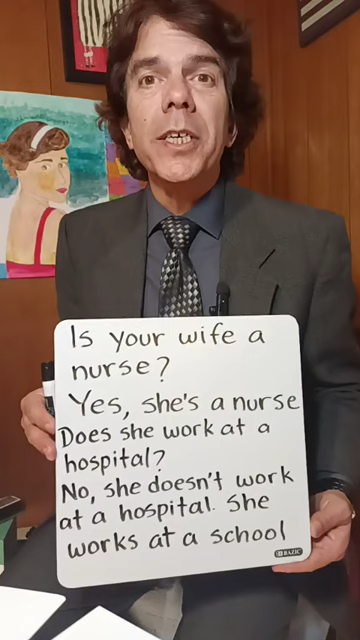 Is your wife a
nurse?
Yes, she's a nurse
Does she work at a
hospital?
No, she doesn't work
at a hospital. She
works at a school
BAZIC